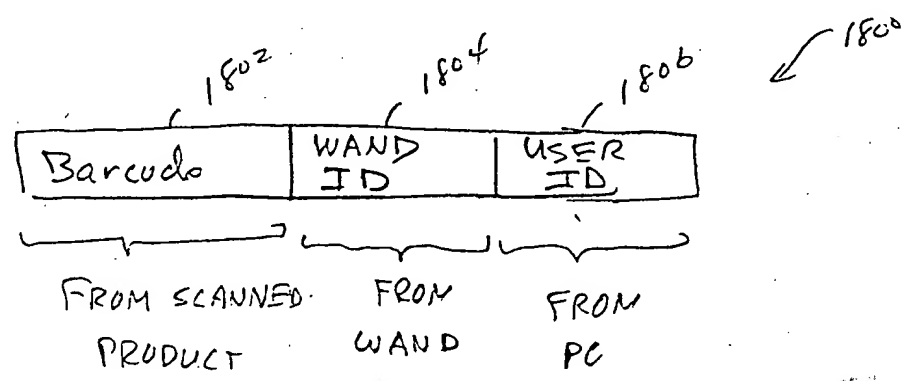 1800
1802 1804 1806
Barcode WAND ID USER ID
FROM SCANNED PRODUCT FROM WAND FROM PC